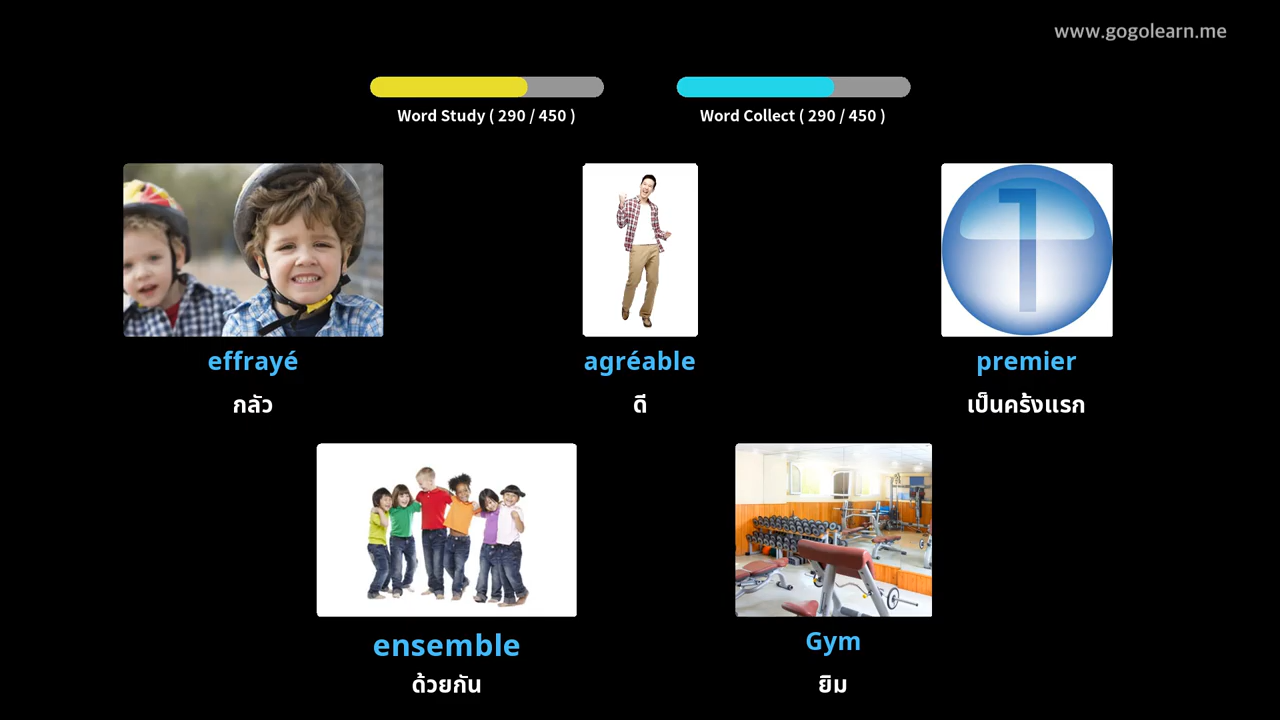 www.gogolearn.me
Word Study ( 290 / 450 )
Word Collect ( 290 / 450 )
effrayé
กลัว
agréable
ดี
1
premier
เป็นครั้งแรก
ensemble
ด้วยกัน
Gym
ยิม